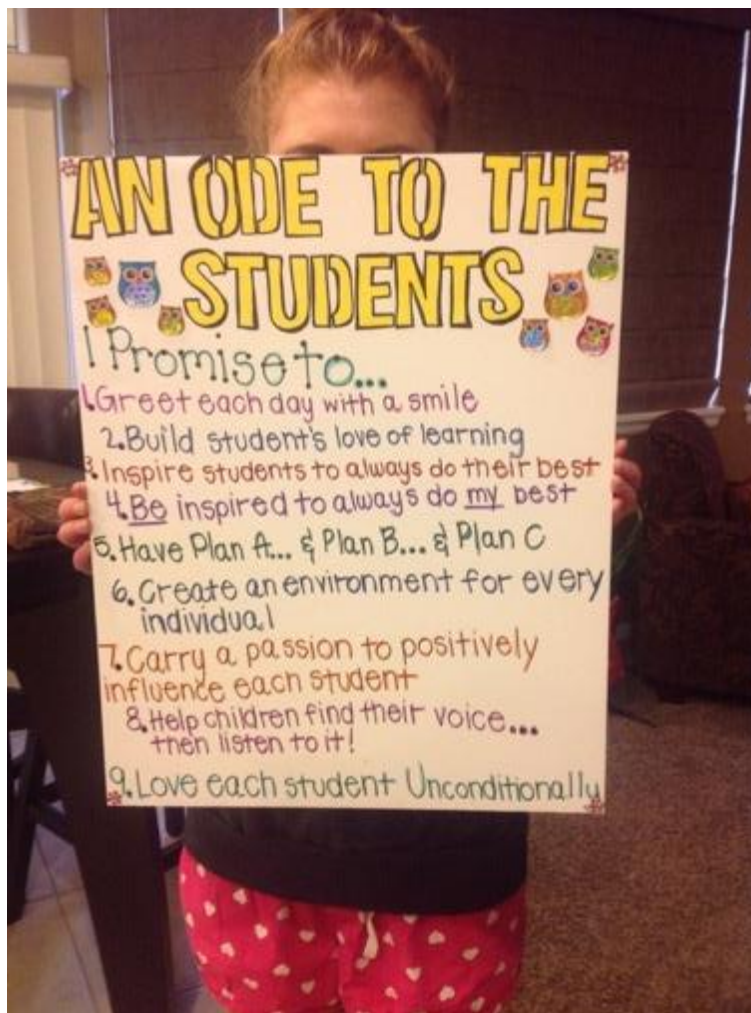 AN ODE TO THE
STUDENTS
I Promise to...
1. Greet each day with a smile
2. Build student's love of learning
3. Inspire students to always do their best
4. Be inspired to always do my best
5. Have Plan A... & Plan B... & Plan C
6. Create an environment for every
individual
7. Carry a passion to positively
influence each student
8. Help children find their voice...
then listen to it!
9. Love each student Unconditionally